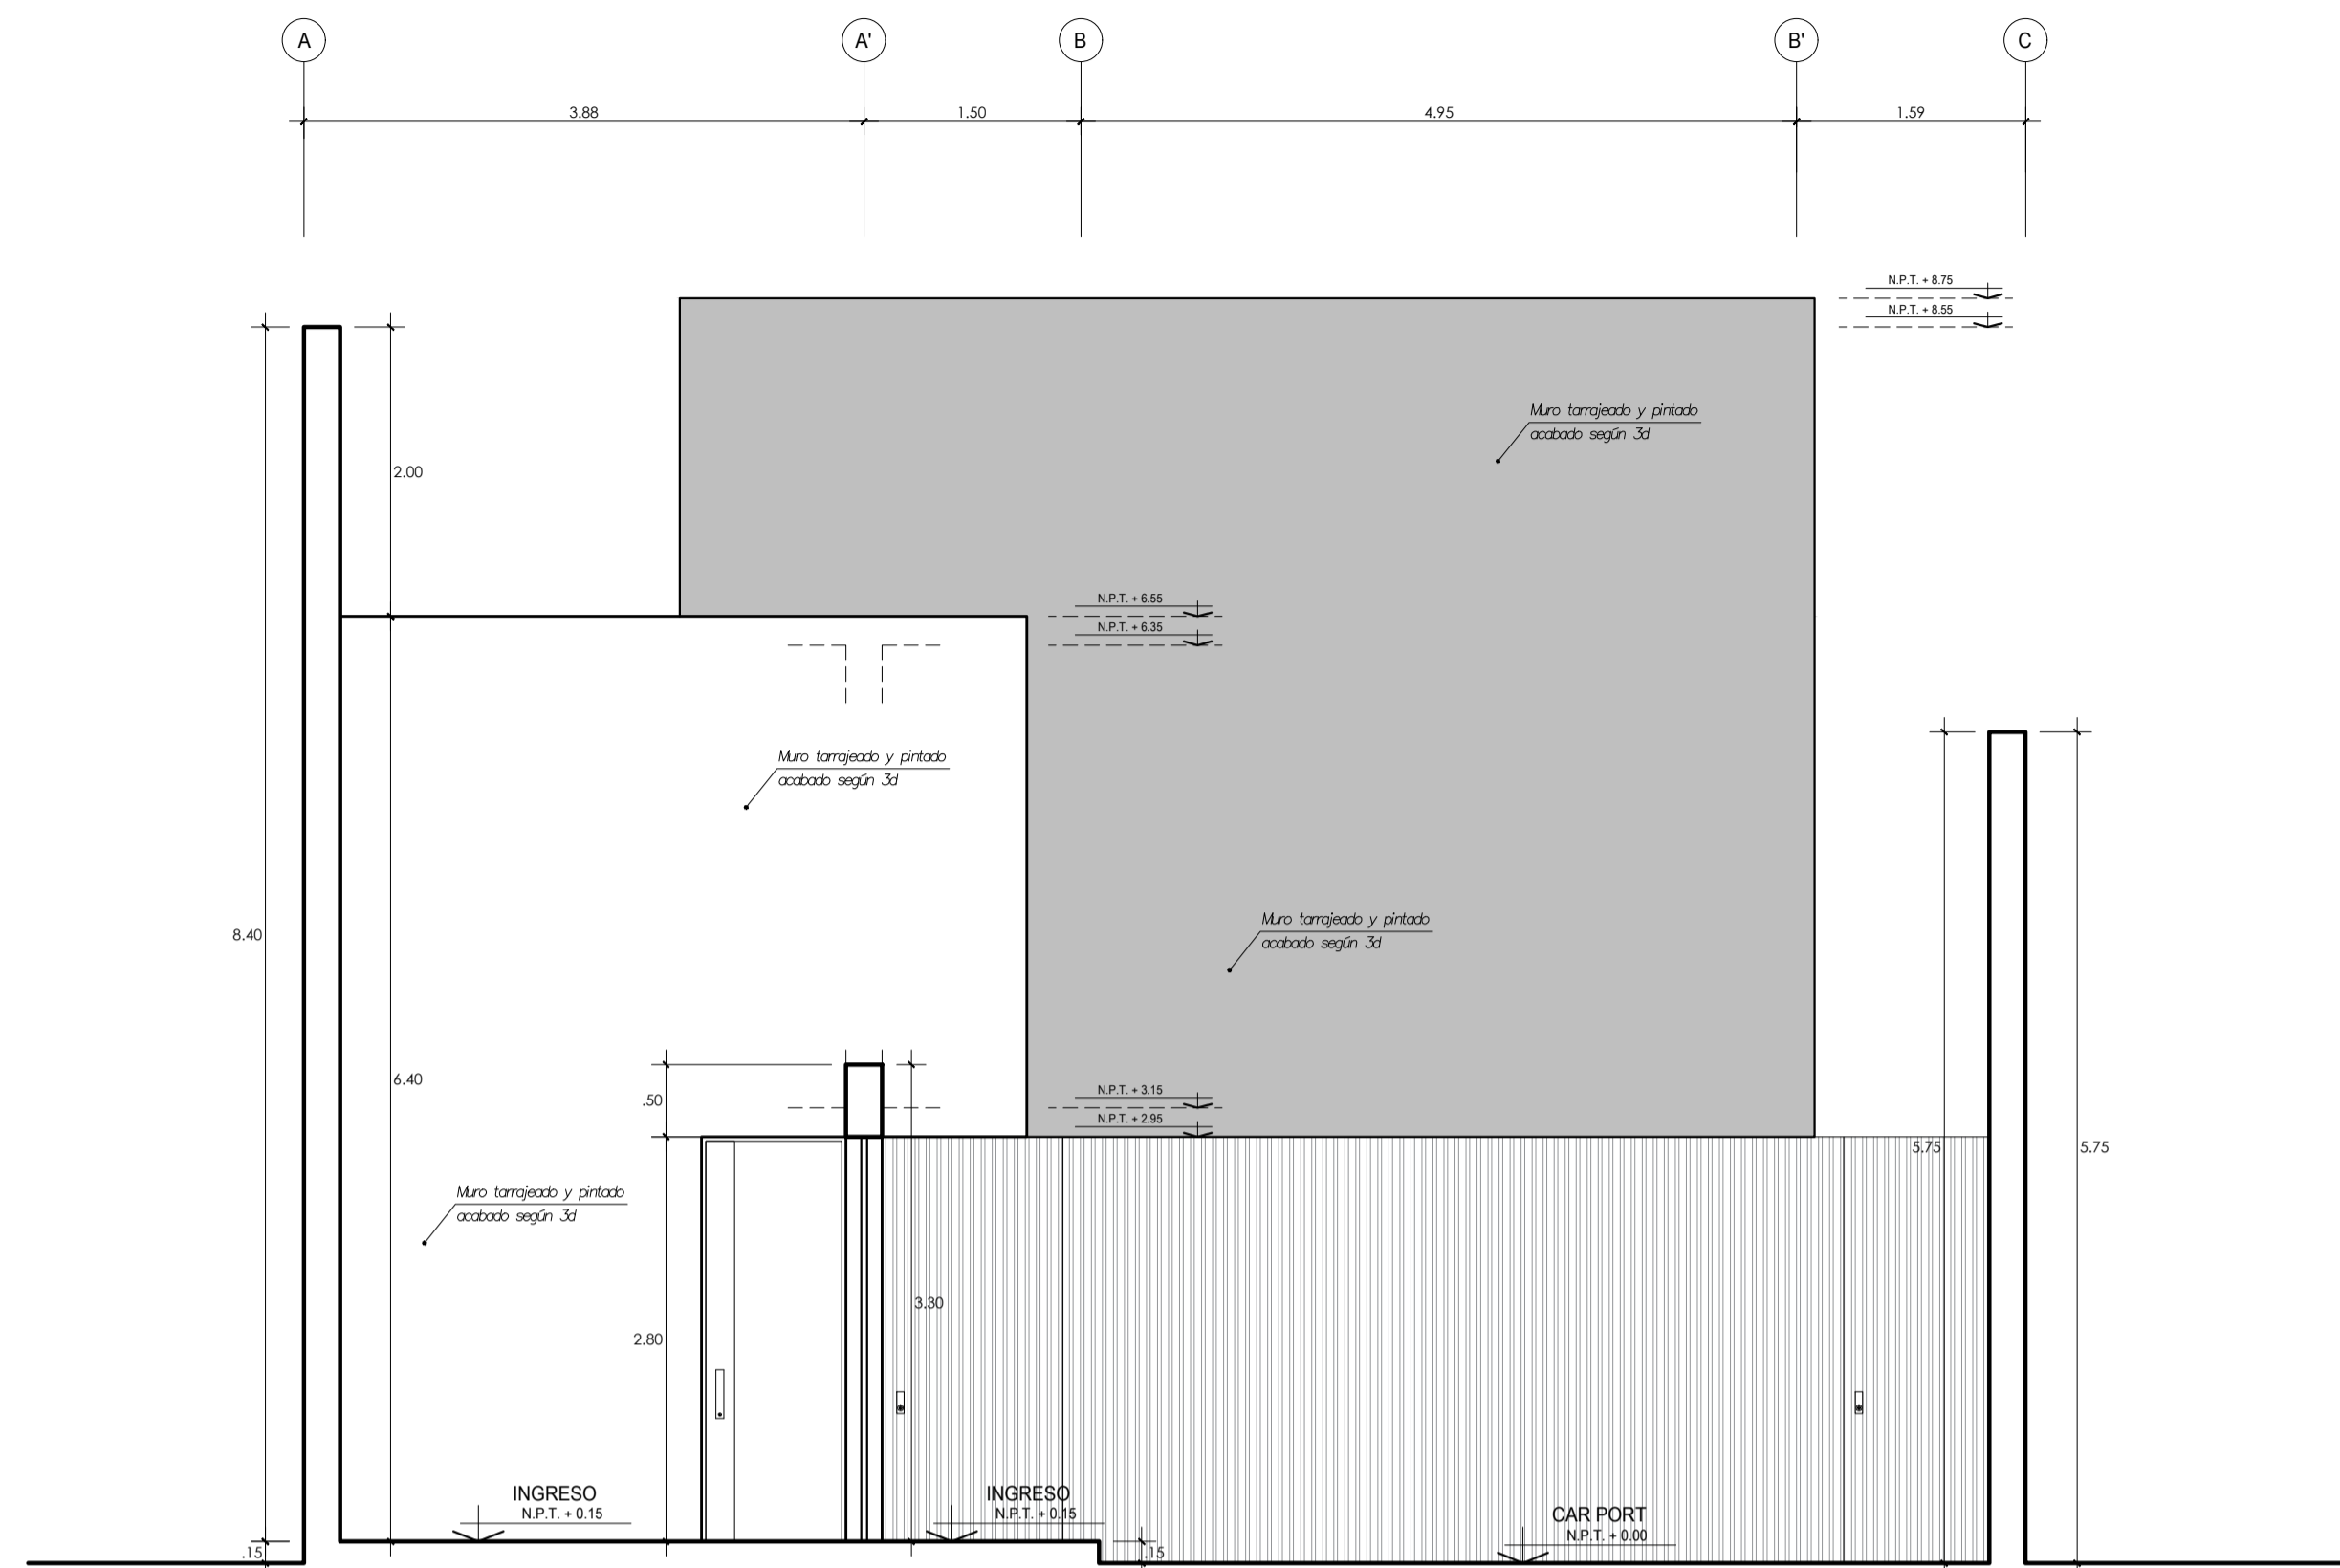 A
A'
B
B'
C
3.88
1.50
4.95
1.59
N.P.T. + 8.75
N.P.T. + 8.55
Muro tarrajeado y pintado
acabado según 3d
2.00
N.P.T. + 6.55
N.P.T. + 6.35
Muro tarrajeado y pintado
acabado según 3d
Muro tarrajeado y pintado
acabado según 3d
8.40
6.40
.50
N.P.T. + 3.15
N.P.T. + 2.95
5.75
5.75
Muro tarrajeado y pintado
acabado según 3d
3.30
2.80
INGRESO
N.P.T. + 0.15
INGRESO
N.P.T. + 0.15
CAR PORT
N.P.T. + 0.00
.15
.15